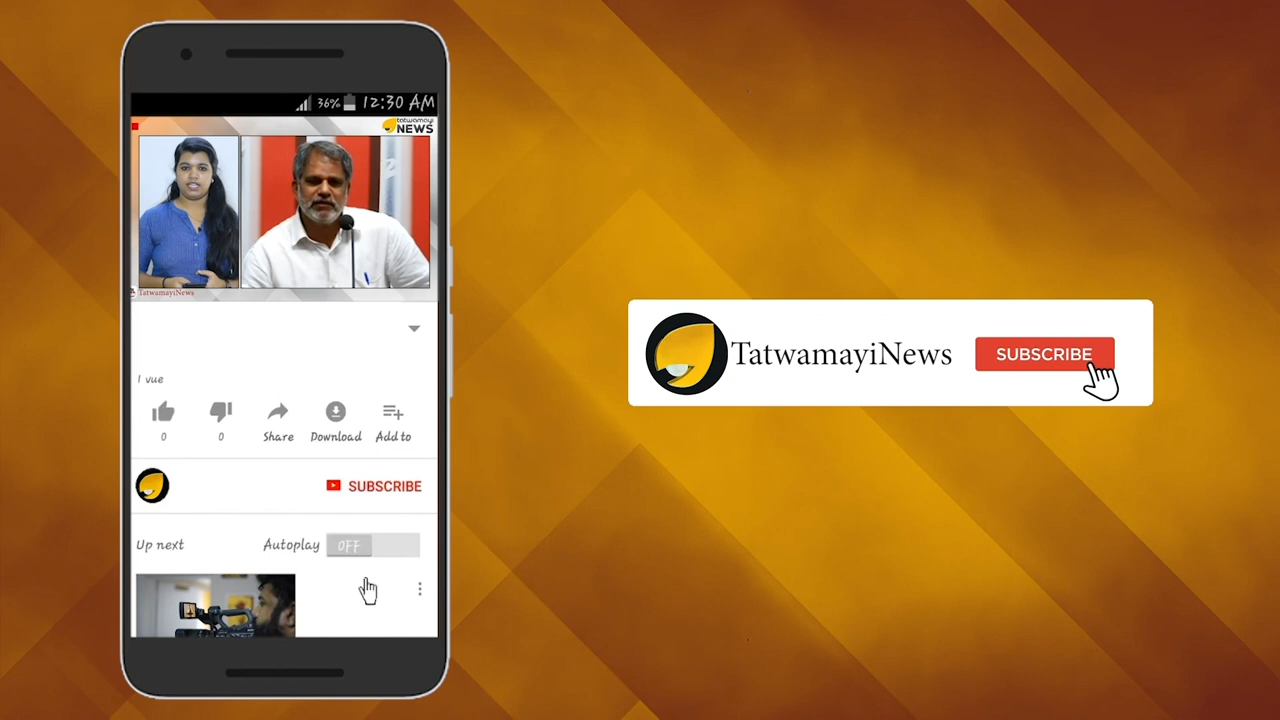 36% 12:30 AM
tatwamayi
NEWS
TatwamayiNews
1 vue
0 0 Share Download Add to
SUBSCRIBE
Up next Autoplay OFF
TatwamayiNews SUBSCRIBE